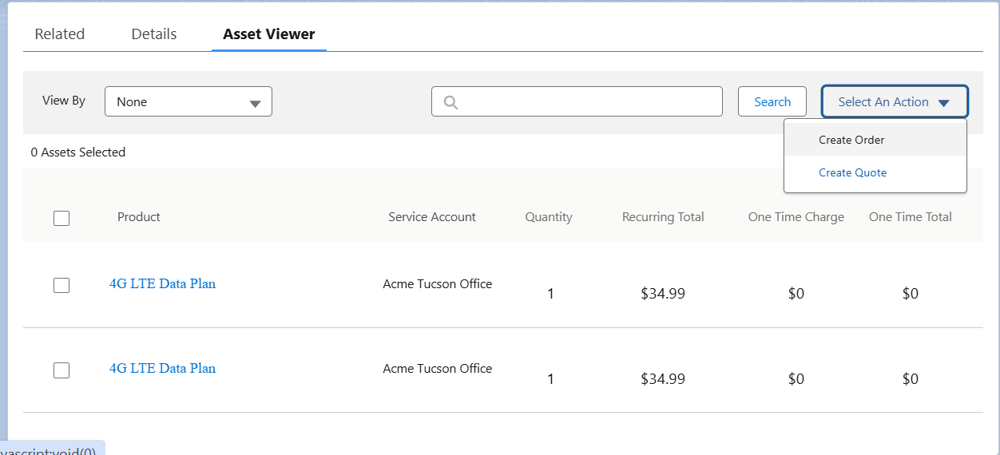 Related Details Asset Viewer
View By None Search Select An Action
Create Order
0 Assets Selected
Create Quote
Product Service Account Quantity Recurring Total One Time Charge One Time Total
4G LTE Data Plan Acme Tucson Office 1 $34.99 $0 $0
4G LTE Data Plan Acme Tucson Office 1 $34.99 $0 $0
vascript:void(0)